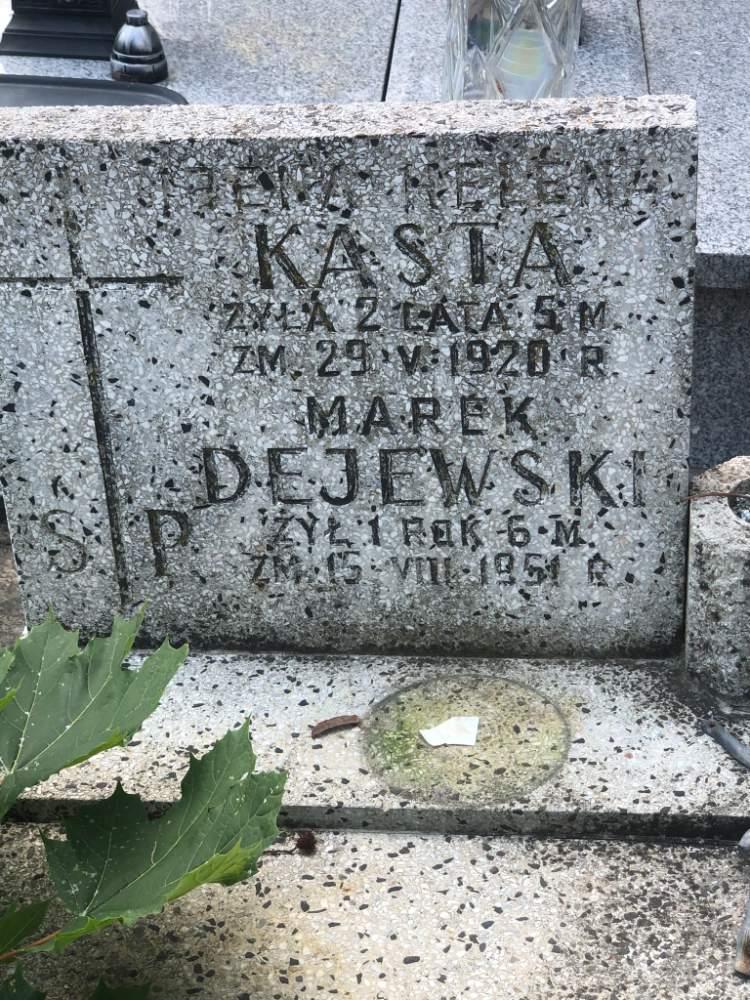 IRENA HELENA
KASTA
ŻYŁA 2 LATA 5 M.
ZM. 29 V 1920 R.
MAREK
DEJEWSKI
ŻYŁ 1 ROK 6 M.
ZM. 15 VIII 1951 R.
Ś P